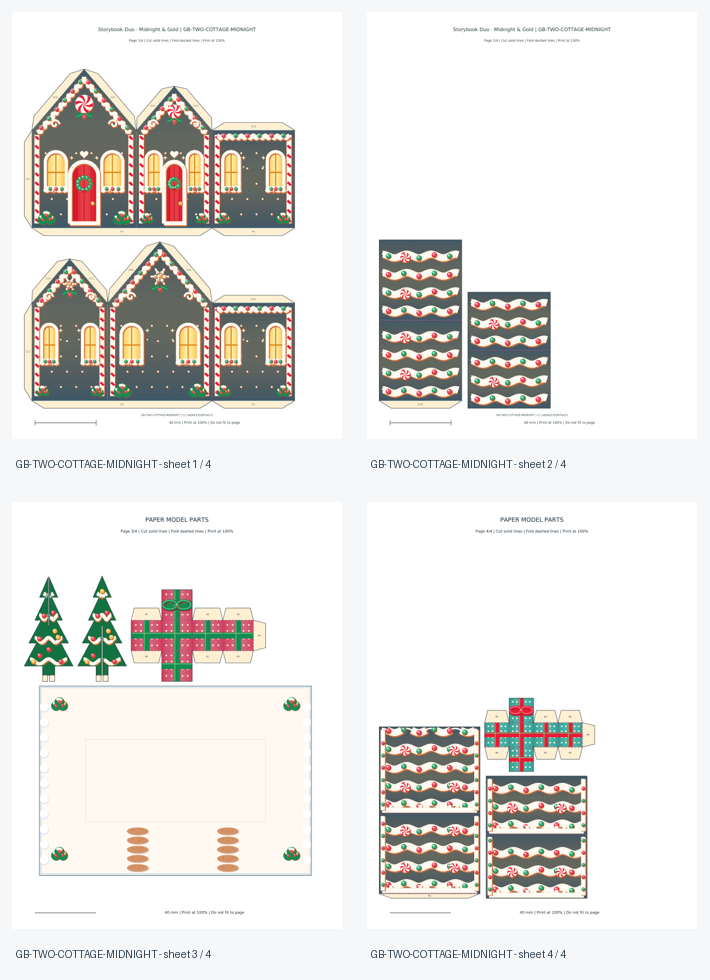 Storybook Duo · Midnight & Gold | GB-TWO-COTTAGE-MIDNIGHT
Page 1/4 | Cut solid lines | Fold dashed lines | Print at 100%
40 mm | Print at 100% | Do not fit to page
GB-TWO-COTTAGE-MIDNIGHT - sheet 1 / 4
Storybook Duo · Midnight & Gold | GB-TWO-COTTAGE-MIDNIGHT
Page 2/4 | Cut solid lines | Fold dashed lines | Print at 100%
40 mm | Print at 100% | Do not fit to page
GB-TWO-COTTAGE-MIDNIGHT - sheet 2 / 4
PAPER MODEL PARTS
Page 3/4 | Cut solid lines | Fold dashed lines | Print at 100%
40 mm | Print at 100% | Do not fit to page
GB-TWO-COTTAGE-MIDNIGHT - sheet 3 / 4
PAPER MODEL PARTS
Page 4/4 | Cut solid lines | Fold dashed lines | Print at 100%
40 mm | Print at 100% | Do not fit to page
GB-TWO-COTTAGE-MIDNIGHT - sheet 4 / 4